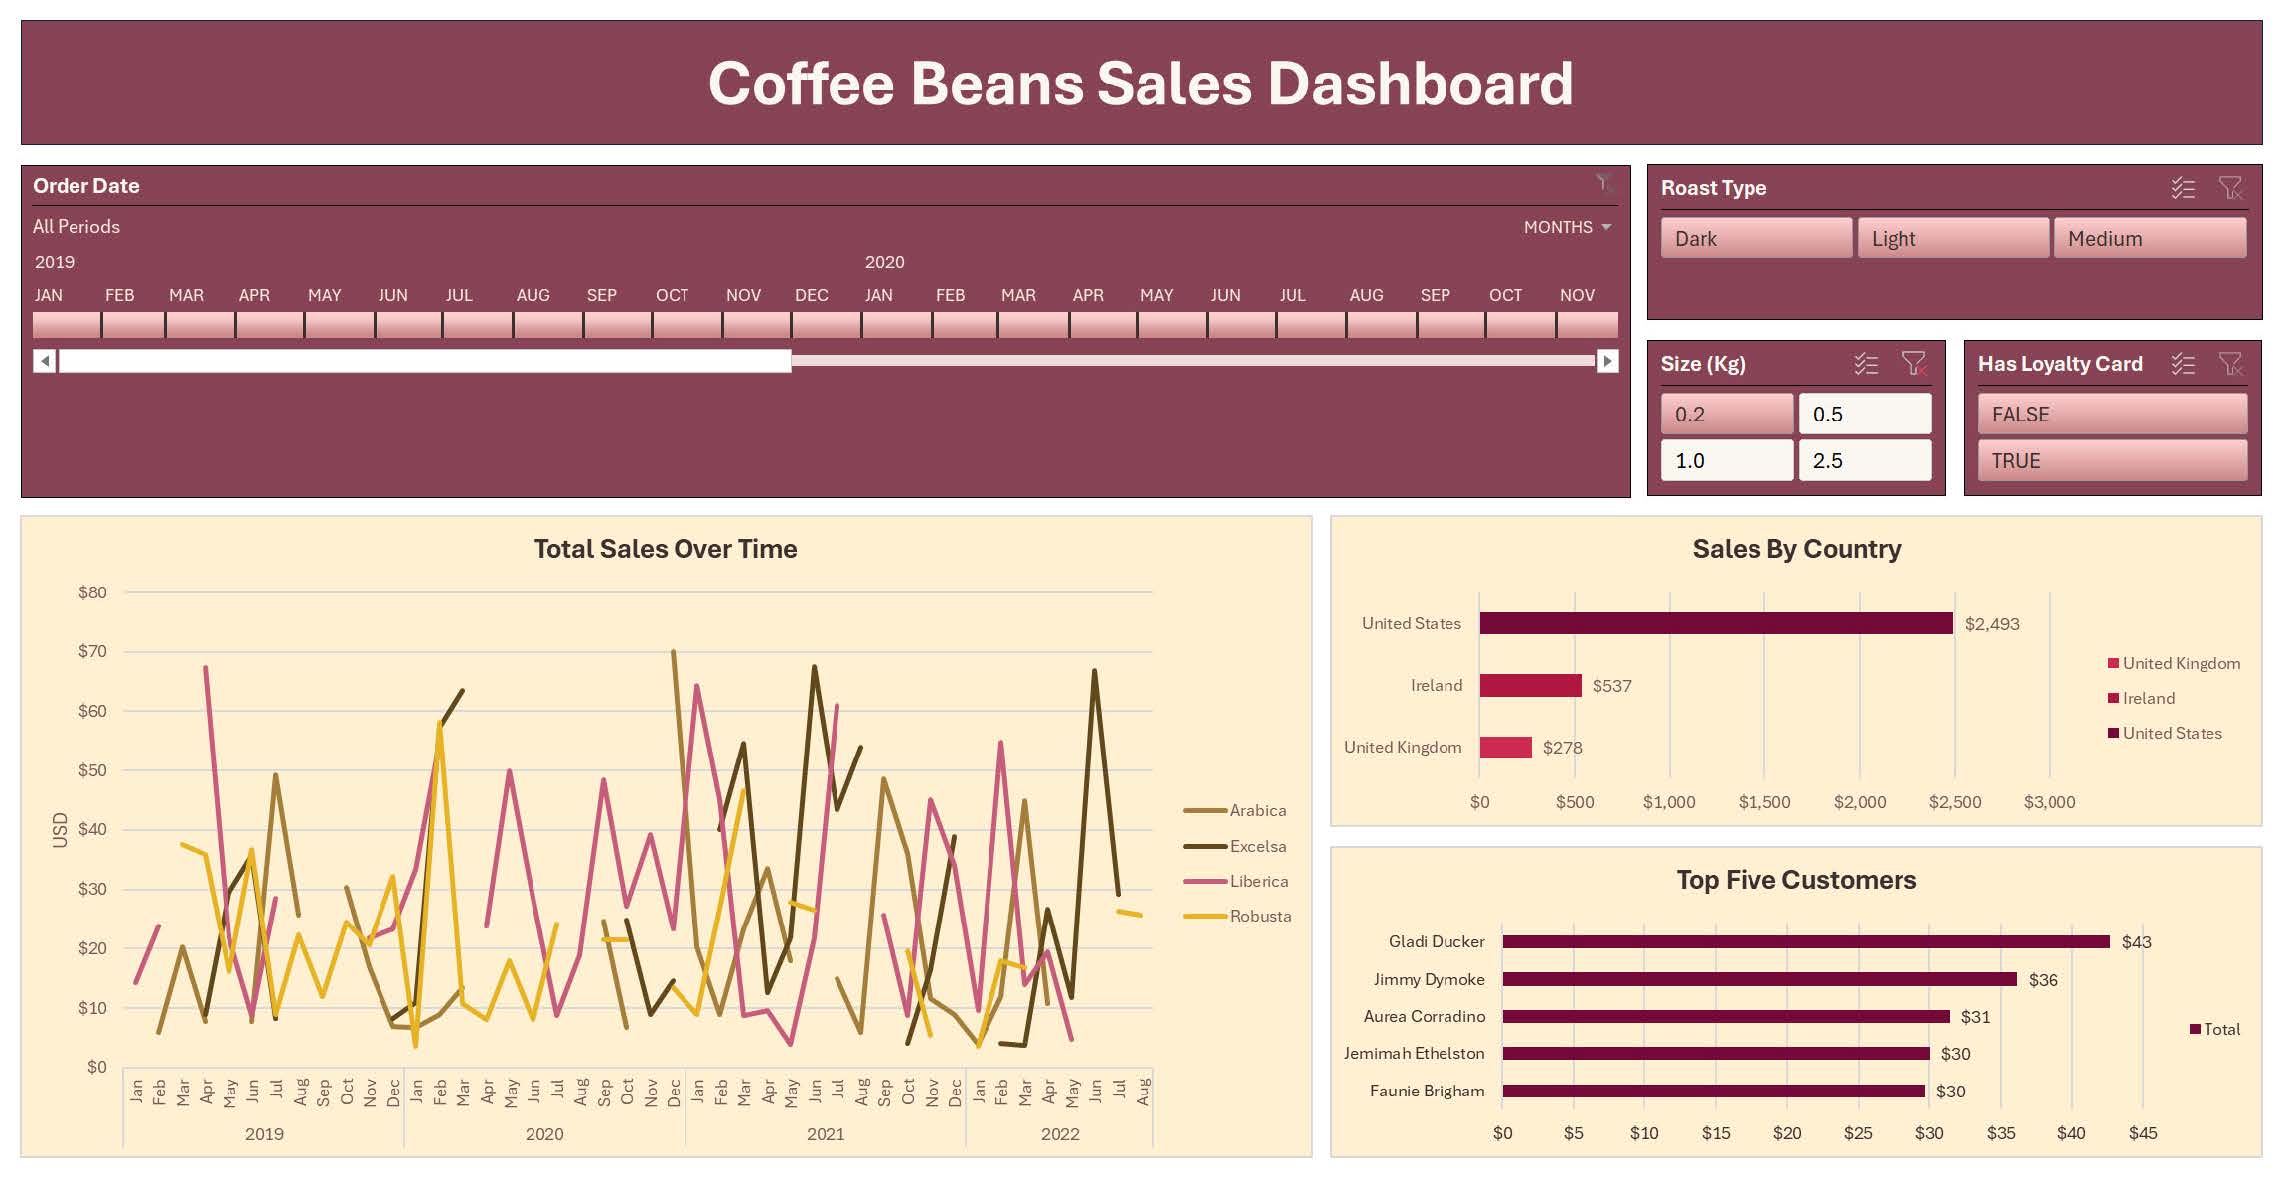 Coffee Beans Sales Dashboard
Order Date
All Periods
MONTHS
2019 2020
JAN FEB MAR APR MAY JUN JUL AUG SEP OCT NOV DEC JAN FEB MAR APR MAY JUN JUL AUG SEP OCT NOV
Roast Type
Dark Light Medium
Size (Kg)
0.2 0.5
1.0 2.5
Has Loyalty Card
FALSE
TRUE
Total Sales Over Time
$80
$70
$60
$50
$40
$30
$20
$10
$0
USD
Jan Feb Mar Apr May Jun Jul Aug Sep Oct Nov Dec Jan Feb Mar Apr May Jun Jul Aug Sep Oct Nov Dec Jan Feb Mar Apr May Jun Jul Aug Sep Oct Nov Dec Jan Feb Mar Apr May Jun Jul Aug
2019 2020 2021 2022
Arabica
Excelsa
Liberica
Robusta
Sales By Country
United States $2,493
Ireland $537
United Kingdom $278
$0 $500 $1,000 $1,500 $2,000 $2,500 $3,000
United Kingdom
Ireland
United States
Top Five Customers
Gladi Ducker $43
Jimmy Dymoke $36
Aurea Corradino $31
Jemimah Ethelston $30
Faunie Brigham $30
$0 $5 $10 $15 $20 $25 $30 $35 $40 $45
Total